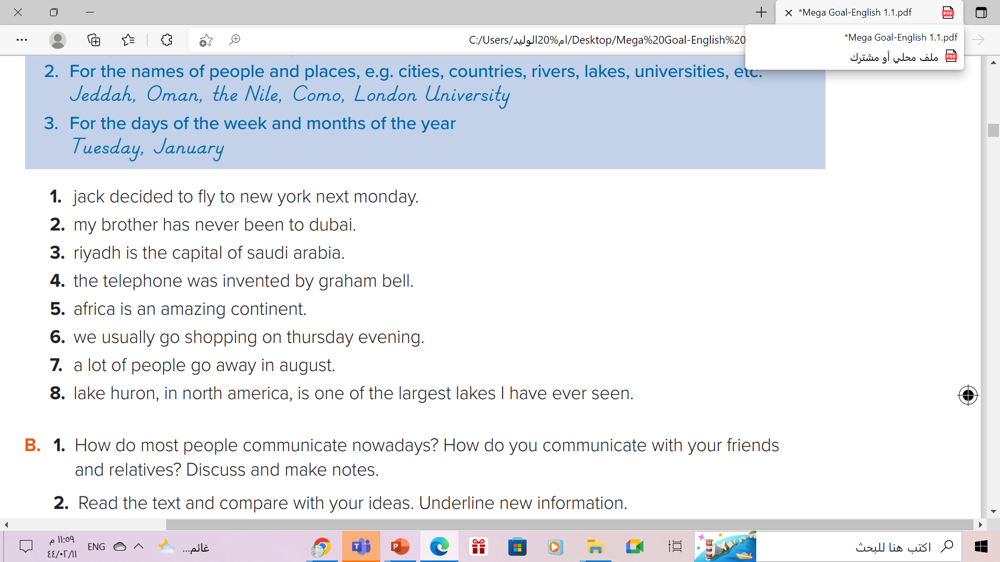 *Mega Goal-English 1.1.pdf
C:/Users/ام%20الوليد/Desktop/Mega%20Goal-English%20
*Mega Goal-English 1.1.pdf
ملف محلي أو مشترك
2. For the names of people and places, e.g. cities, countries, rivers, lakes, universities, etc.
Jeddah, Oman, the Nile, Como, London University
3. For the days of the week and months of the year
Tuesday, January
1. jack decided to fly to new york next monday.
2. my brother has never been to dubai.
3. riyadh is the capital of saudi arabia.
4. the telephone was invented by graham bell.
5. africa is an amazing continent.
6. we usually go shopping on thursday evening.
7. a lot of people go away in august.
8. lake huron, in north america, is one of the largest lakes I have ever seen.
B. 1. How do most people communicate nowadays? How do you communicate with your friends
and relatives? Discuss and make notes.
2. Read the text and compare with your ideas. Underline new information.
١١:٥٩ م
٤٤/٠٢/١١
ENG
غائم...
اكتب هنا للبحث